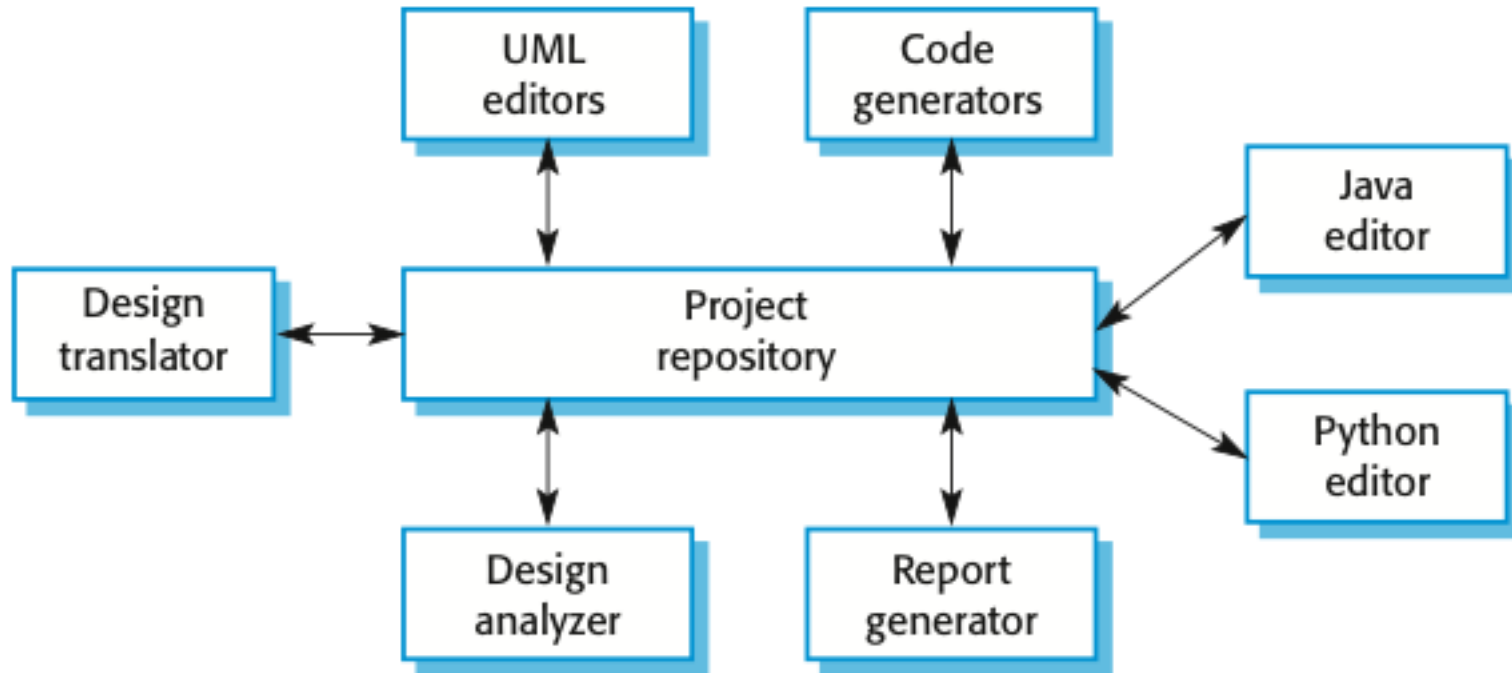 UML
editors
Code
generators
Java
editor
Design
translator
Project
repository
Python
editor
Design
analyzer
Report
generator